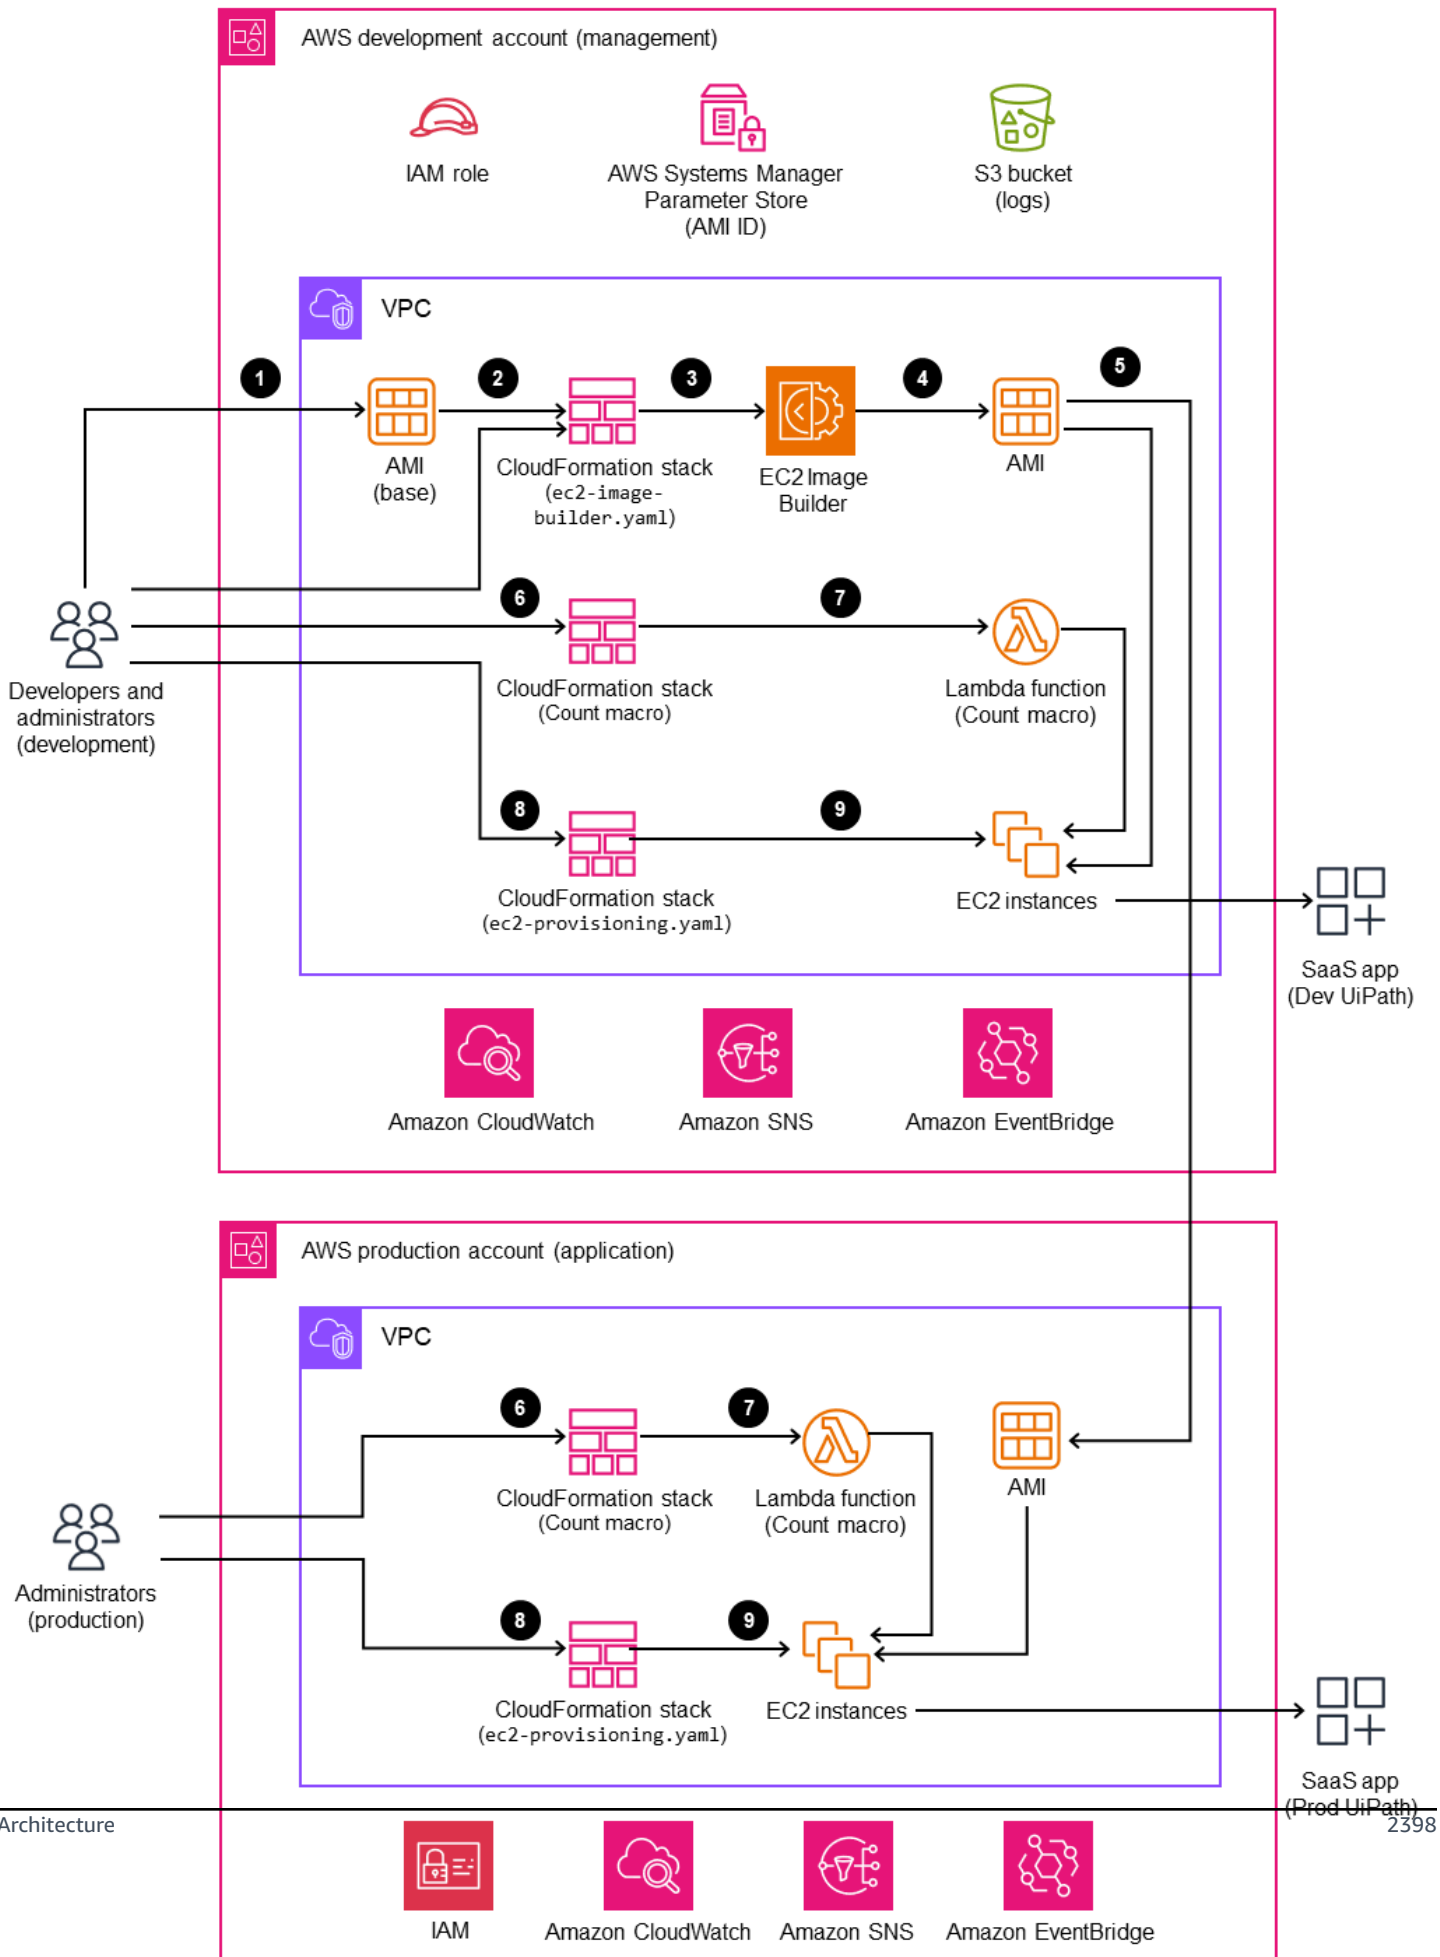 AWS development account (management)
IAM role
AWS Systems Manager
Parameter Store
(AMI ID)
S3 bucket
(logs)
VPC
1
2
3
4
5
AMI
(base)
CloudFormation stack
(ec2-image-
builder.yaml)
EC2 Image
Builder
AMI
6
7
Developers and
administrators
(development)
CloudFormation stack
(Count macro)
Lambda function
(Count macro)
8
9
CloudFormation stack
(ec2-provisioning.yaml)
EC2 instances
SaaS app
(Dev UiPath)
Amazon CloudWatch
Amazon SNS
Amazon EventBridge
AWS production account (application)
VPC
6
7
CloudFormation stack
(Count macro)
Lambda function
(Count macro)
AMI
Administrators
(production)
8
9
CloudFormation stack
(ec2-provisioning.yaml)
EC2 instances
SaaS app
(Prod UiPath)
Architecture
2398
IAM
Amazon CloudWatch
Amazon SNS
Amazon EventBridge